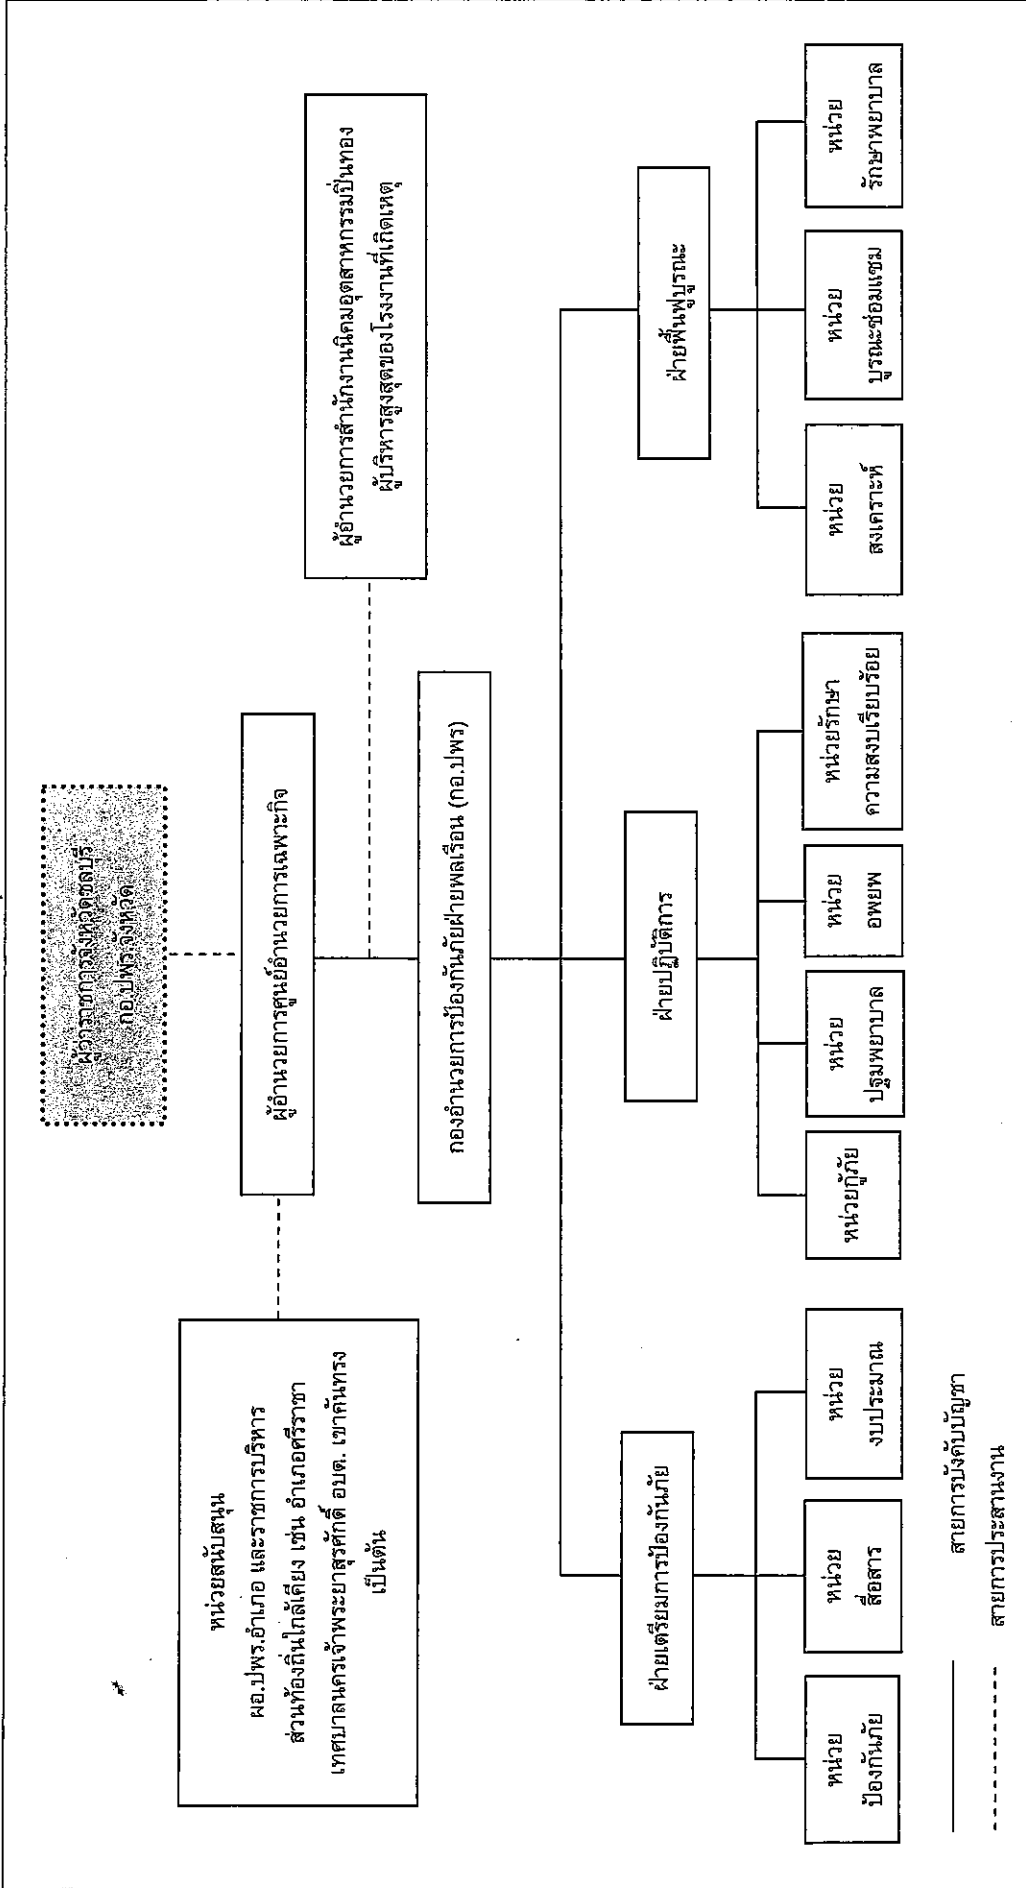 ผู้ว่าราชการจังหวัดชลบุรี
กอ.ปพร.จังหวัด
ผู้อำนวยการศูนย์อำนวยการเฉพาะกิจ
หน่วยสนับสนุน
ผอ.ปพร.อำเภอ และราชการบริหาร
ส่วนท้องถิ่นใกล้เคียง เช่น อำเภอศรีราชา
เทศบาลนครเจ้าพระยาสุรศักดิ์ อบต. เขาคันทรง
เป็นต้น
ผู้อำนวยการสำนักงานนิคมอุตสาหกรรมปิ่นทอง
ผู้บริหารสูงสุดของโรงงานที่เกิดเหตุ
กองอำนวยการป้องกันภัยฝ่ายพลเรือน (กอ.ปพร)
ฝ่ายเตรียมการป้องกันภัย
ฝ่ายปฏิบัติการ
ฝ่ายฟื้นฟูบูรณะ
หน่วย
ป้องกันภัย
หน่วย
สื่อสาร
หน่วย
งบประมาณ
หน่วยกู้ภัย
หน่วย
ปฐมพยาบาล
หน่วย
อพยพ
หน่วยรักษา
ความสงบเรียบร้อย
หน่วย
สงเคราะห์
หน่วย
บูรณะซ่อมแซม
หน่วย
รักษาพยาบาล
สายการบังคับบัญชา
สายการประสานงาน